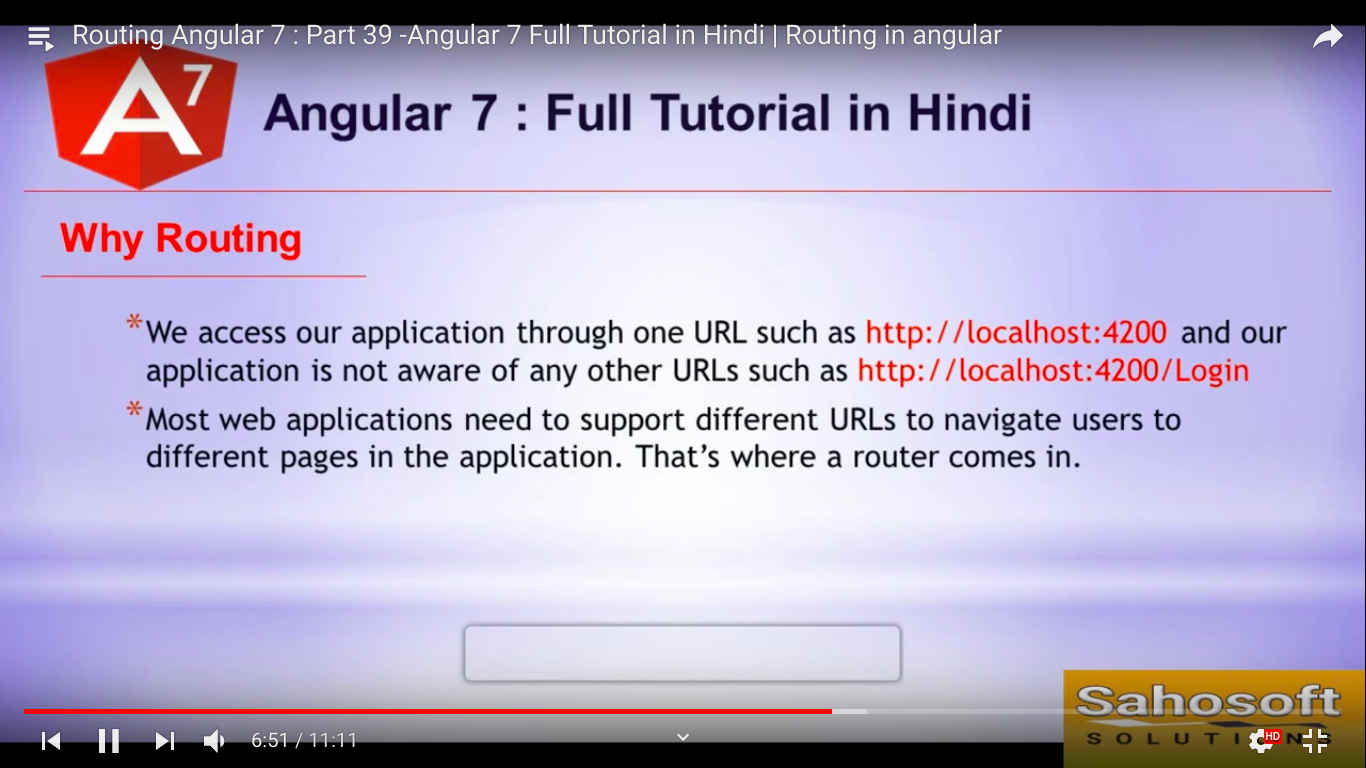 Routing Angular 7 : Part 39 -Angular 7 Full Tutorial in Hindi | Routing in angular
A7
Angular 7 : Full Tutorial in Hindi
Why Routing
*We access our application through one URL such as http://localhost:4200 and our
application is not aware of any other URLs such as http://localhost:4200/Login
*Most web applications need to support different URLs to navigate users to
different pages in the application. That’s where a router comes in.
Sahosoft
SOLUTIONS
6:51 / 11:11
HD